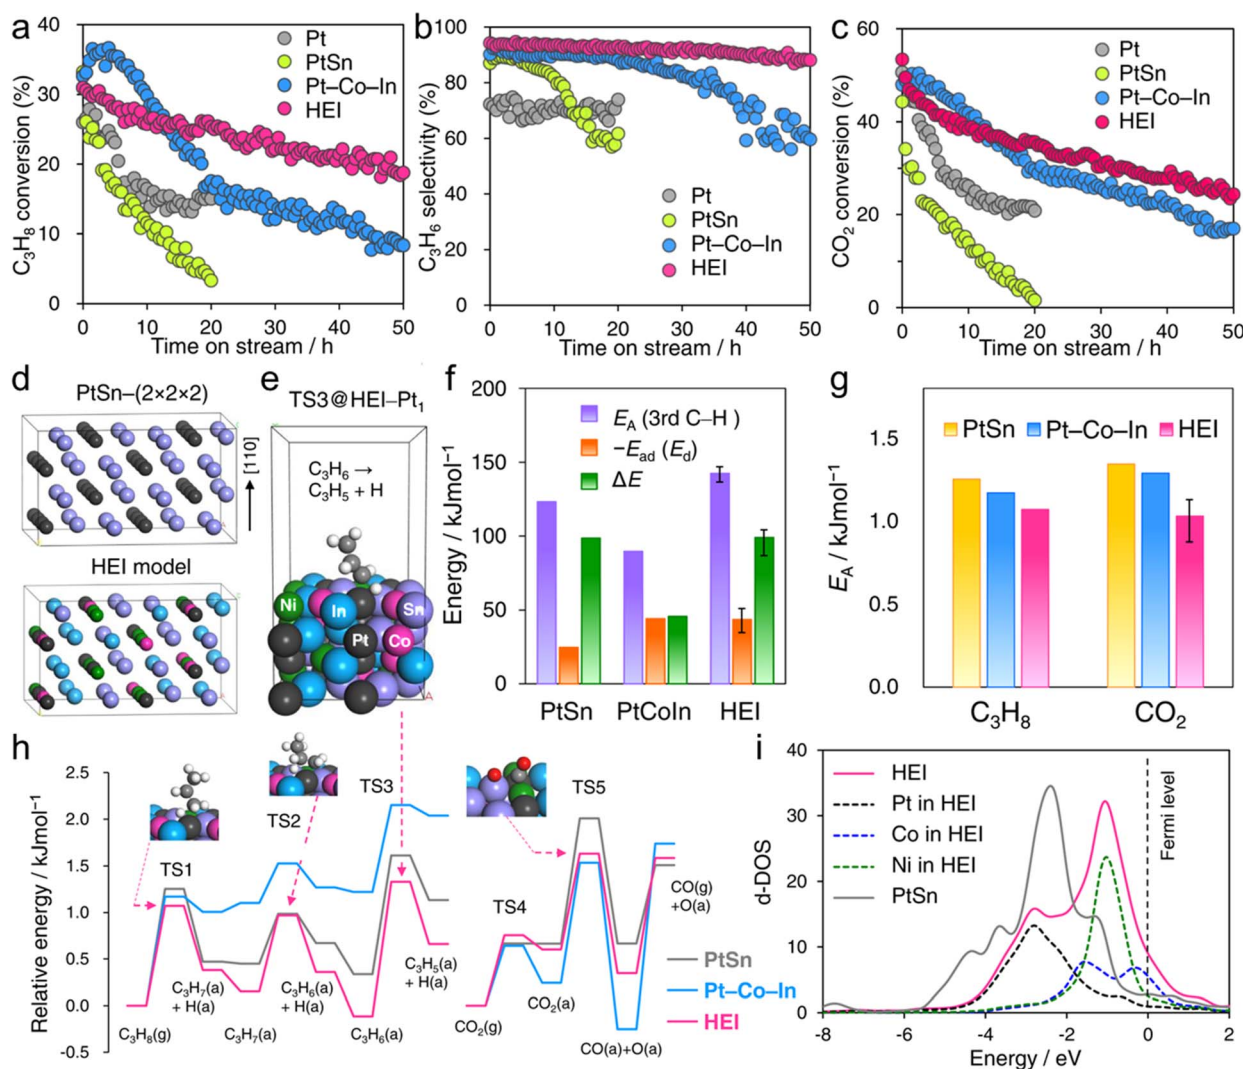 a
C₃H₈ conversion (%)
40
30
20
10
0
Pt
PtSn
Pt–Co–In
HEI
0 10 20 30 40 50
Time on stream / h
b
C₃H₆ selectivity (%)
100
80
60
40
20
0
Pt
PtSn
Pt–Co–In
HEI
0 10 20 30 40 50
Time on stream / h
c
CO₂ conversion (%)
60
40
20
0
Pt
PtSn
Pt–Co–In
HEI
0 10 20 30 40 50
Time on stream / h
d
PtSn–(2×2×2)
[110]
HEI model
e
TS3@HEI–Pt₁
C₃H₆ →
C₃H₅ + H
Ni
In
Sn
Pt
Co
A
f
Energy / kJmol⁻¹
200
150
100
50
0
E_A (3rd C–H )
−E_ad (E_d)
ΔE
PtSn PtCoIn HEI
g
E_A / kJmol⁻¹
1.5
1.0
0.5
0.0
PtSn
Pt–Co–In
HEI
C₃H₈ CO₂
h
Relative energy / kJmol⁻¹
2.5
2.0
1.5
1.0
0.5
0.0
-0.5
TS1
TS2
TS3
TS4
TS5
C₃H₈(g)
C₃H₇(a)
+ H(a)
C₃H₇(a)
C₃H₆(a)
+ H(a)
C₃H₆(a)
C₃H₅(a)
+ H(a)
CO₂(g)
CO₂(a)
CO(a)+O(a)
CO(g)
+O(a)
PtSn
Pt–Co–In
HEI
i
d-DOS
40
30
20
10
0
HEI
Pt in HEI
Co in HEI
Ni in HEI
PtSn
Fermi level
-8 -6 -4 -2 0 2
Energy / eV